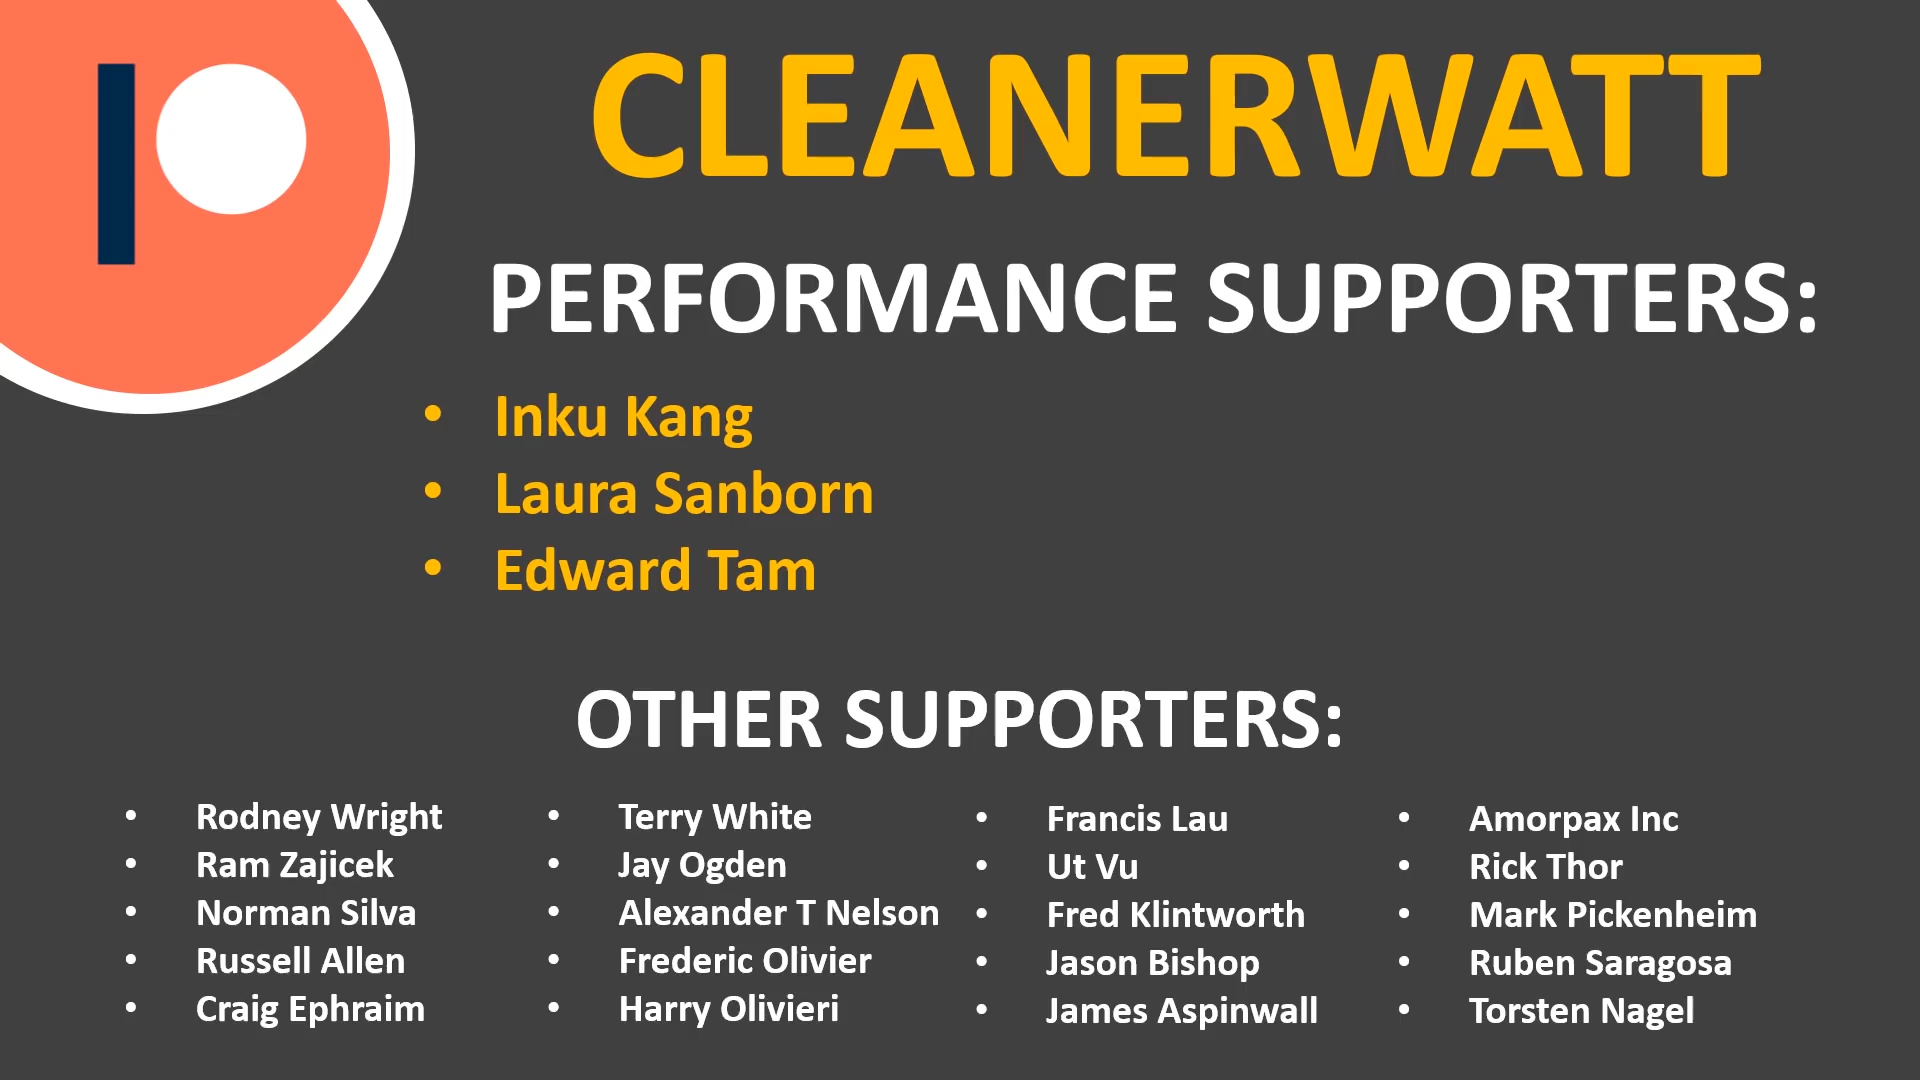 CLEANERWATT
PERFORMANCE SUPPORTERS:
• Inku Kang
• Laura Sanborn
• Edward Tam
OTHER SUPPORTERS:
• Rodney Wright
• Ram Zajicek
• Norman Silva
• Russell Allen
• Craig Ephraim
• Terry White
• Jay Ogden
• Alexander T Nelson
• Frederic Olivier
• Harry Olivieri
• Francis Lau
• Ut Vu
• Fred Klintworth
• Jason Bishop
• James Aspinwall
• Amorpax Inc
• Rick Thor
• Mark Pickenheim
• Ruben Saragosa
• Torsten Nagel